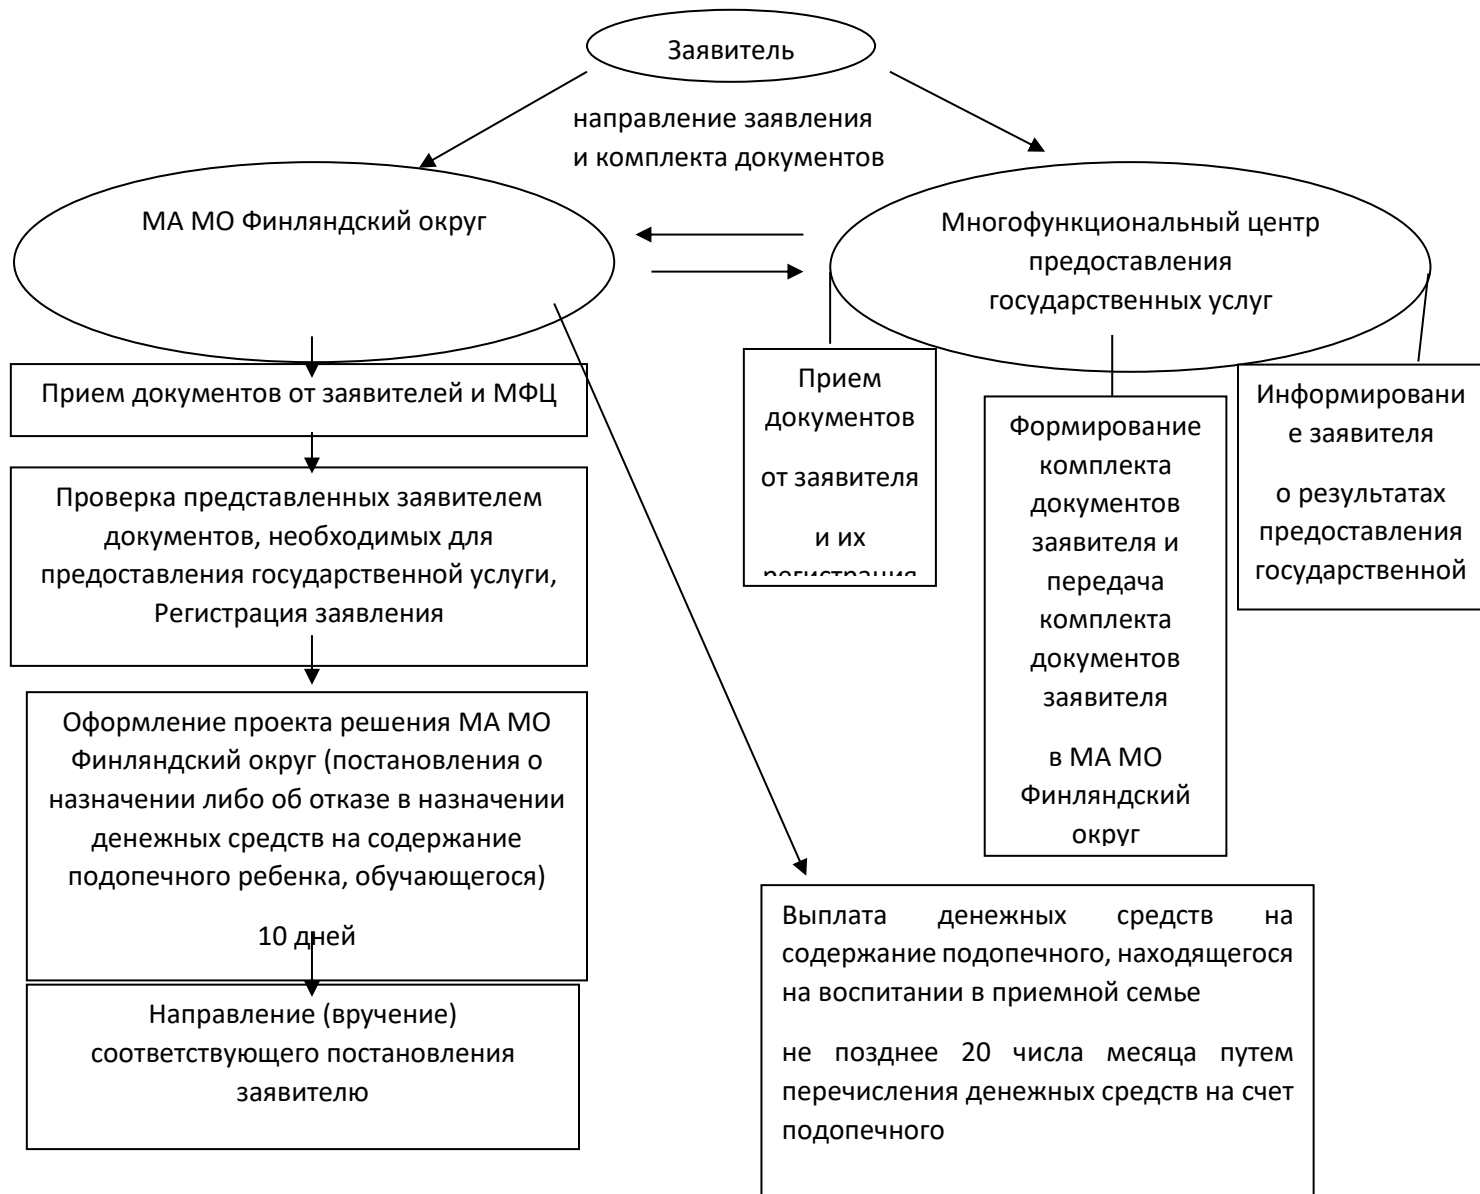 Заявитель
направление заявления
и комплекта документов
МА МО Финляндский округ
Многофункциональный центр
предоставления
государственных услуг
Прием документов от заявителей и МФЦ
Проверка представленных заявителем
документов, необходимых для
предоставления государственной услуги,
Регистрация заявления
Оформление проекта решения МА МО
Финляндский округ (постановления о
назначении либо об отказе в назначении
денежных средств на содержание
подопечного ребенка, обучающегося)
10 дней
Направление (вручение)
соответствующего постановления
заявителю
Прием
документов
от заявителя
и их
регистрация
Формирование
комплекта
документов
заявителя и
передача
комплекта
документов
заявителя
в МА МО
Финляндский
округ
Информировани
е заявителя
о результатах
предоставления
государственной
Выплата денежных средств на
содержание подопечного, находящегося
на воспитании в приемной семье
не позднее 20 числа месяца путем
перечисления денежных средств на счет
подопечного